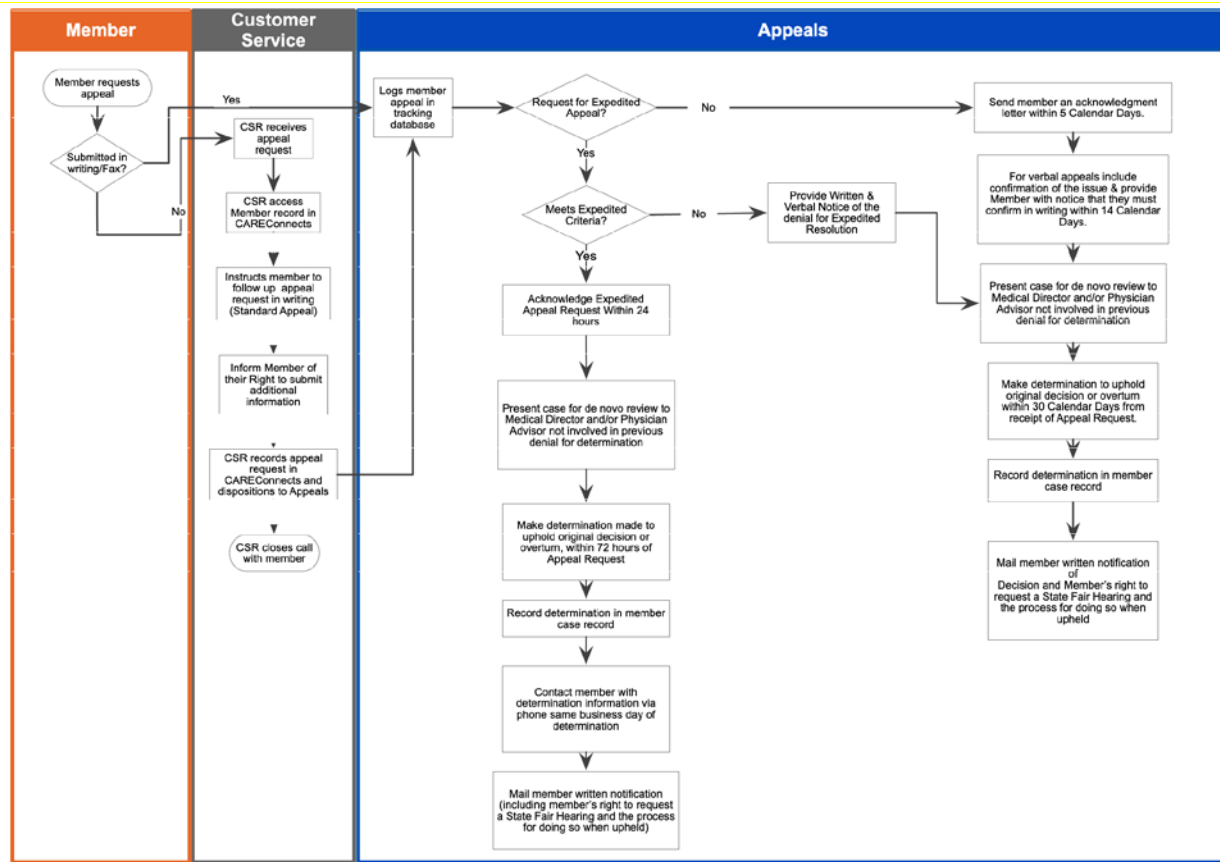 Member
Customer
Service
Appeals
Member requests
appeal
Submitted in
writing/Fax?
Yes
No
CSR receives
appeal
request
CSR access
Member record in
CAREConnects
Instructs member to
follow up  appeal
request in writing
(Standard Appeal)
Inform Member of
their Right to submit
additional
information
CSR records appeal
request in
CAREConnects and
dispositions to Appeals
CSR closes call
with member
Logs member
appeal in
tracking
database
Request for Expedited
Appeal?
No
Yes
Meets Expedited
Criteria?
No
Yes
Provide Written &
Verbal Notice of the
denial for Expedited
Resolution
Acknowledge Expedited
Appeal Request Within 24
hours
Present case for de novo review to
Medical Director and/or Physician
Advisor not involved in previous
denial for determination
Make determination made to
uphold original decision or
overturn, within 72 hours of
Appeal Request
Record determination in member
case record
Contact member with
determination information via
phone same business day of
determination
Mail member written notification
(including member's right to request
a State Fair Hearing and the process
for doing so when upheld)
Send member an acknowledgment
letter within 5 Calendar Days.
For verbal appeals include
confirmation of the issue & provide
Member with notice that they must
confirm in writing within 14 Calendar
Days.
Present case for de novo review to
Medical Director and/or Physician
Advisor not involved in previous
denial for determination
Make determination to uphold
original decision or overturn
within 30 Calendar Days from
receipt of Appeal Request.
Record determination in member
case record
Mail member written notification
of
Decision and Member's right to
request a State Fair Hearing and
the process for doing so when
upheld